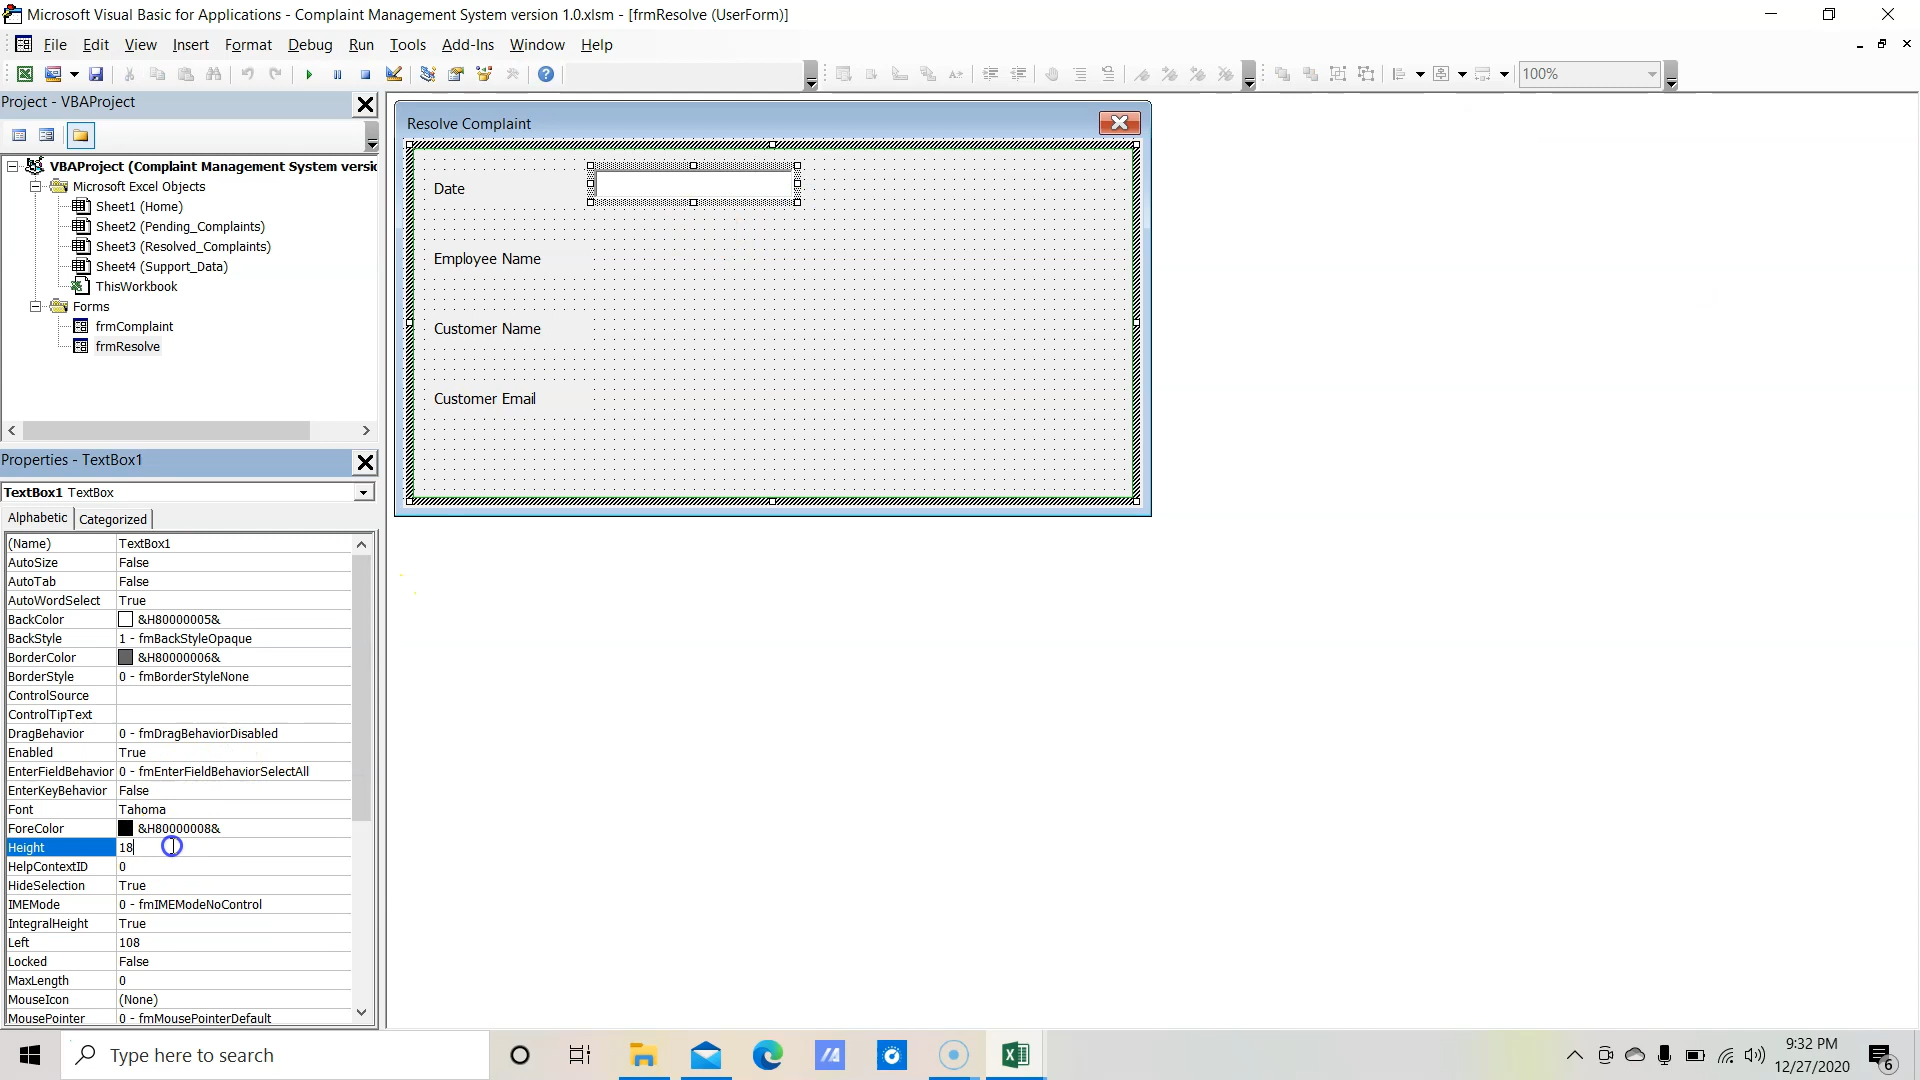 Microsoft Visual Basic for Applications - Complaint Management System version 1.0.xlsm - [frmResolve (UserForm)]
File Edit View Insert Format Debug Run Tools Add-Ins Window Help
100%
Project - VBAProject
VBAProject (Complaint Management System versic
Microsoft Excel Objects
Sheet1 (Home)
Sheet2 (Pending_Complaints)
Sheet3 (Resolved_Complaints)
Sheet4 (Support_Data)
ThisWorkbook
Forms
frmComplaint
frmResolve
Resolve Complaint
Date
Employee Name
Customer Name
Customer Email
Properties - TextBox1
TextBox1 TextBox
Alphabetic Categorized
(Name) TextBox1
AutoSize False
AutoTab False
AutoWordSelect True
BackColor &H80000005&
BackStyle 1 - fmBackStyleOpaque
BorderColor &H80000006&
BorderStyle 0 - fmBorderStyleNone
ControlSource
ControlTipText
DragBehavior 0 - fmDragBehaviorDisabled
Enabled True
EnterFieldBehavior 0 - fmEnterFieldBehaviorSelectAll
EnterKeyBehavior False
Font Tahoma
ForeColor &H80000008&
Height 18
HelpContextID 0
HideSelection True
IMEMode 0 - fmIMEModeNoControl
IntegralHeight True
Left 108
Locked False
MaxLength 0
MouseIcon (None)
MousePointer 0 - fmMousePointerDefault
Type here to search
9:32 PM
12/27/2020
6